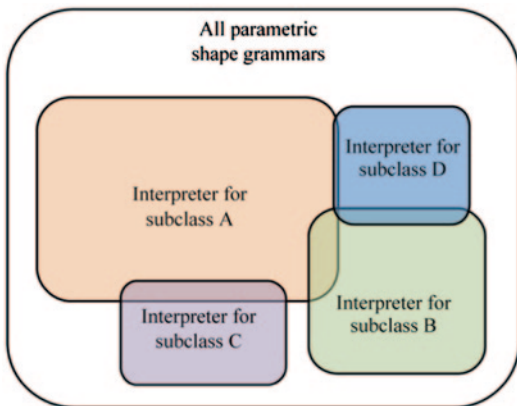 All parametric
shape grammars
Interpreter for
subclass D
Interpreter for
subclass A
Interpreter for
subclass B
Interpreter for
subclass C